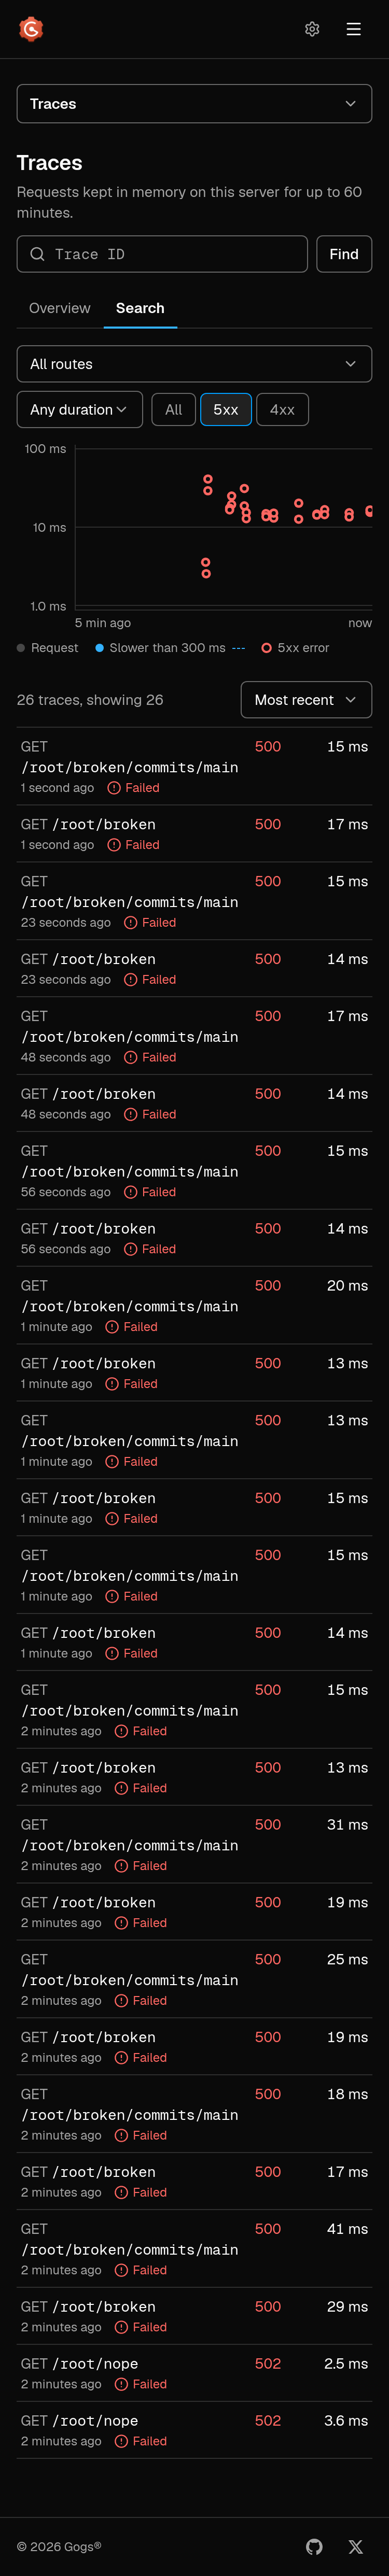 Traces
Traces
Requests kept in memory on this server for up to 60
minutes.
Trace ID
Find
Overview Search
All routes
Any duration All 5xx 4xx
100 ms
10 ms
1.0 ms
5 min ago now
Request Slower than 300 ms --- 5xx error
26 traces, showing 26 Most recent
GET 500 15 ms
/root/broken/commits/main
1 second ago Failed
GET /root/broken 500 17 ms
1 second ago Failed
GET 500 15 ms
/root/broken/commits/main
23 seconds ago Failed
GET /root/broken 500 14 ms
23 seconds ago Failed
GET 500 17 ms
/root/broken/commits/main
48 seconds ago Failed
GET /root/broken 500 14 ms
48 seconds ago Failed
GET 500 15 ms
/root/broken/commits/main
56 seconds ago Failed
GET /root/broken 500 14 ms
56 seconds ago Failed
GET 500 20 ms
/root/broken/commits/main
1 minute ago Failed
GET /root/broken 500 13 ms
1 minute ago Failed
GET 500 13 ms
/root/broken/commits/main
1 minute ago Failed
GET /root/broken 500 15 ms
1 minute ago Failed
GET 500 15 ms
/root/broken/commits/main
1 minute ago Failed
GET /root/broken 500 14 ms
1 minute ago Failed
GET 500 15 ms
/root/broken/commits/main
2 minutes ago Failed
GET /root/broken 500 13 ms
2 minutes ago Failed
GET 500 31 ms
/root/broken/commits/main
2 minutes ago Failed
GET /root/broken 500 19 ms
2 minutes ago Failed
GET 500 25 ms
/root/broken/commits/main
2 minutes ago Failed
GET /root/broken 500 19 ms
2 minutes ago Failed
GET 500 18 ms
/root/broken/commits/main
2 minutes ago Failed
GET /root/broken 500 17 ms
2 minutes ago Failed
GET 500 41 ms
/root/broken/commits/main
2 minutes ago Failed
GET /root/broken 500 29 ms
2 minutes ago Failed
GET /root/nope 502 2.5 ms
2 minutes ago Failed
GET /root/nope 502 3.6 ms
2 minutes ago Failed
© 2026 Gogs®